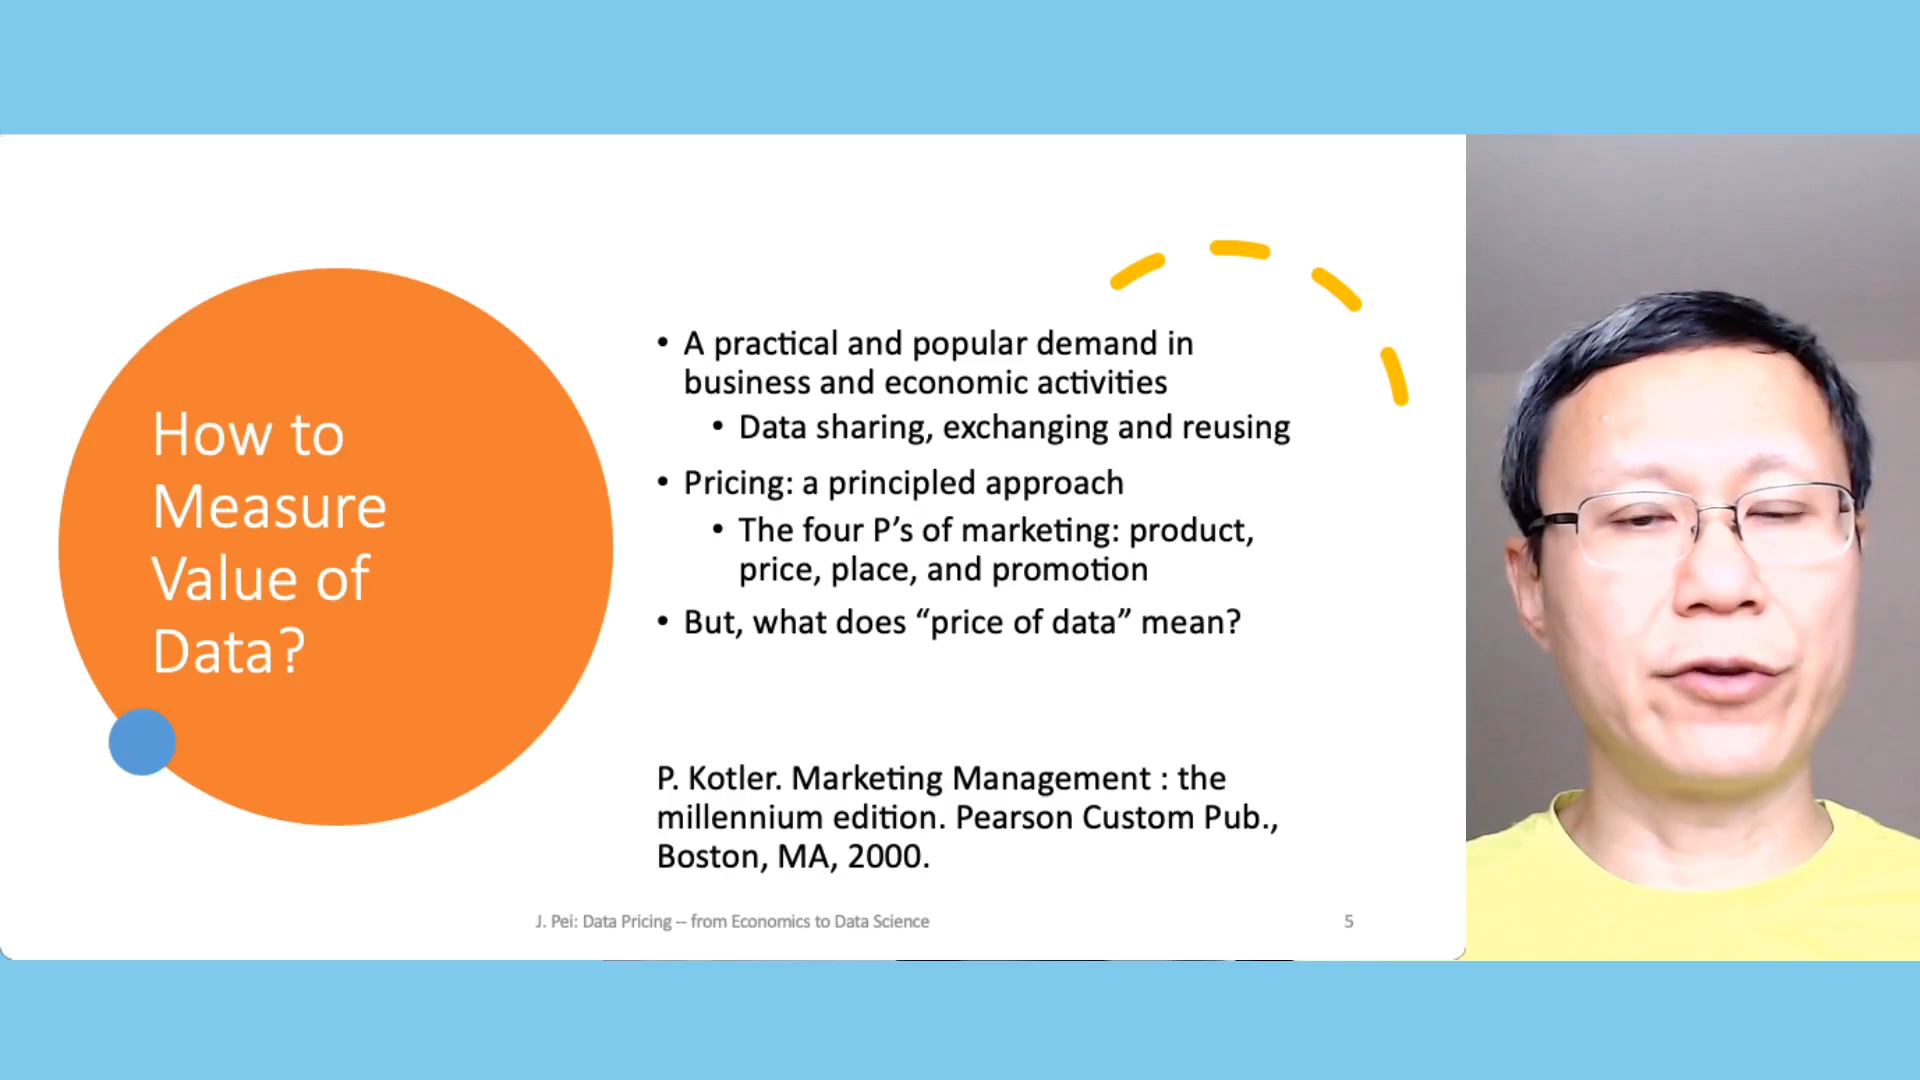 How to
Measure
Value of
Data?
• A practical and popular demand in
business and economic activities
• Data sharing, exchanging and reusing
• Pricing: a principled approach
• The four P’s of marketing: product,
price, place, and promotion
• But, what does “price of data” mean?
P. Kotler. Marketing Management : the
millennium edition. Pearson Custom Pub.,
Boston, MA, 2000.
J. Pei: Data Pricing -- from Economics to Data Science
5